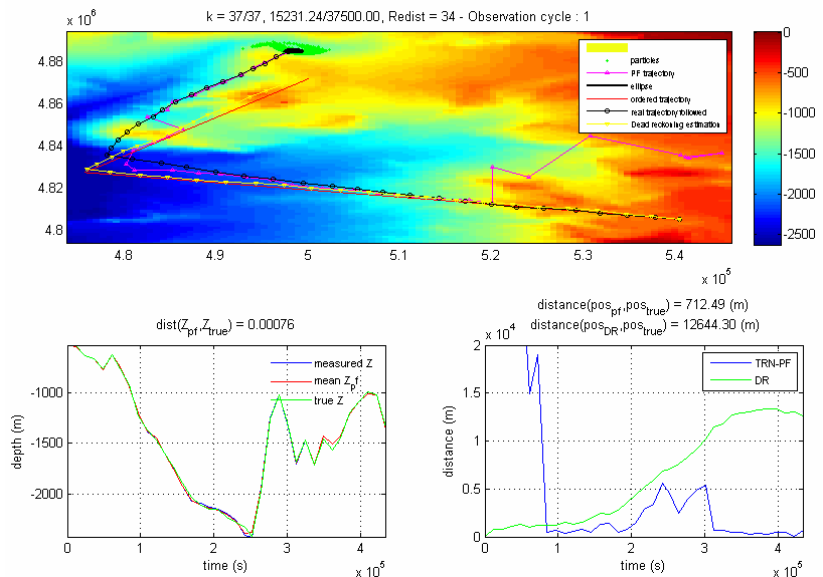 k = 37/37, 15231.24/37500.00, Redist = 34 - Observation cycle : 1
x 10^6
4.88
4.86
4.84
4.82
4.8
4.8
4.9
5
5.1
5.2
5.3
5.4
x 10^5
particles
PF trajectory
ellipse
ordered trajectory
real trajectory followed
Dead reckoning estimation
0
-500
-1000
-1500
-2000
-2500
dist(Z_pf,Z_true) = 0.00076
depth (m)
-1000
-1500
-2000
measured Z
mean Z_pf
true Z
0
1
2
3
4
time (s)
x 10^5
distance(pos_pf,pos_true) = 712.49 (m)
distance(pos_DR,pos_true) = 12644.30 (m)
x 10^4
distance (m)
2
1.5
1
0.5
0
TRN-PF
DR
0
1
2
3
4
time (s)
x 10^5